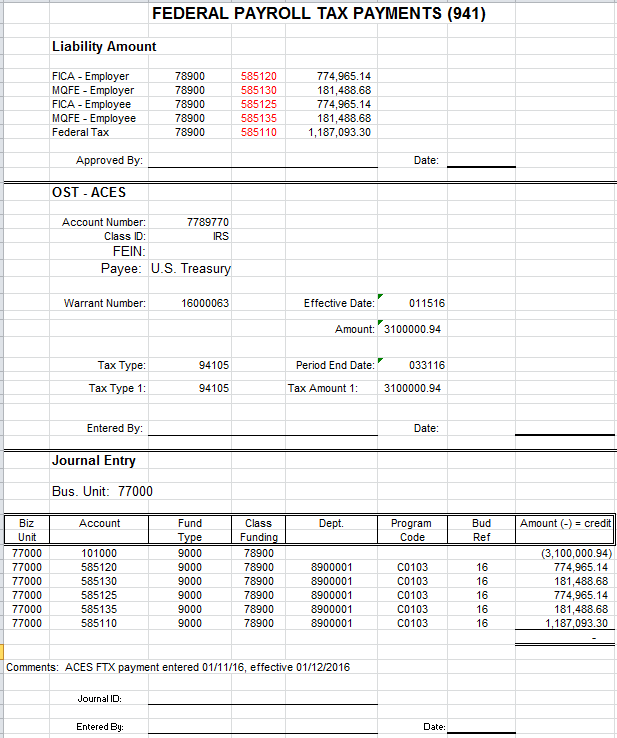 FEDERAL PAYROLL TAX PAYMENTS (941)
Liability Amount
FICA - Employer 78900 585120 774,965.14
MQFE - Employer 78900 585130 181,488.68
FICA - Employee 78900 585125 774,965.14
MQFE - Employee 78900 585135 181,488.68
Federal Tax 78900 585110 1,187,093.30
Approved By: Date:
OST - ACES
Account Number: 7789770
Class ID: IRS
FEIN:
Payee: U.S. Treasury
Warrant Number: 16000063 Effective Date: 011516
Amount: 3100000.94
Tax Type: 94105 Period End Date: 033116
Tax Type 1: 94105 Tax Amount 1: 3100000.94
Entered By: Date:
Journal Entry
Bus. Unit: 77000
Biz Account Fund Class Dept. Program Bud Amount (-) = credit
Unit Type Funding Code Ref
77000 101000 9000 78900 (3,100,000.94)
77000 585120 9000 78900 8900001 C0103 16 774,965.14
77000 585130 9000 78900 8900001 C0103 16 181,488.68
77000 585125 9000 78900 8900001 C0103 16 774,965.14
77000 585135 9000 78900 8900001 C0103 16 181,488.68
77000 585110 9000 78900 8900001 C0103 16 1,187,093.30
-
Comments: ACES FTX payment entered 01/11/16, effective 01/12/2016
Journal ID:
Entered By: Date: